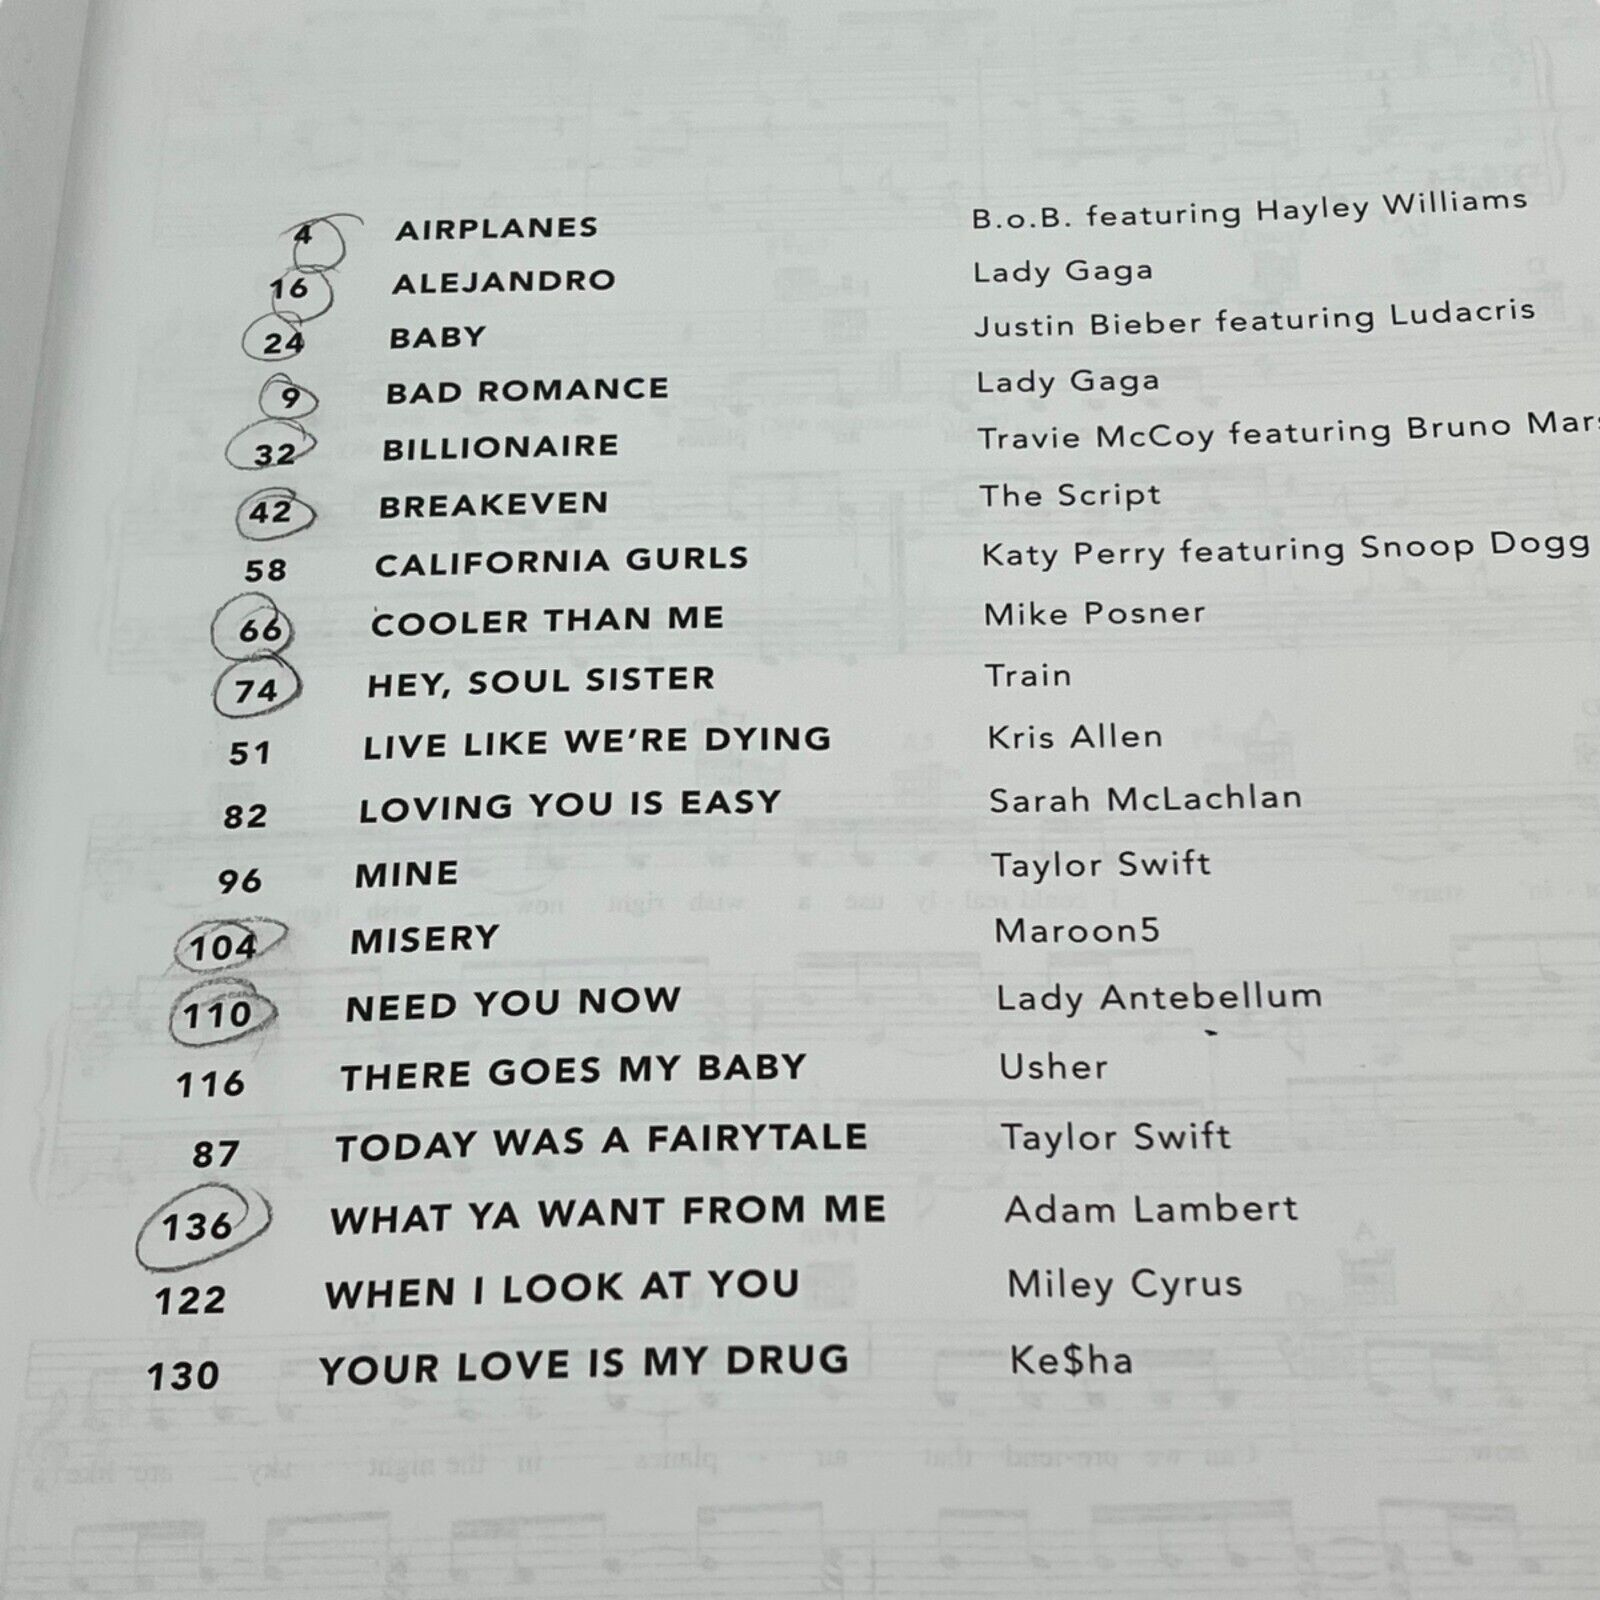 4 AIRPLANES B.o.B. featuring Hayley Williams
16 ALEJANDRO Lady Gaga
24 BABY Justin Bieber featuring Ludacris
9 BAD ROMANCE Lady Gaga
32 BILLIONAIRE Travie McCoy featuring Bruno Mars
42 BREAKEVEN The Script
58 CALIFORNIA GURLS Katy Perry featuring Snoop Dogg
66 COOLER THAN ME Mike Posner
74 HEY, SOUL SISTER Train
51 LIVE LIKE WE'RE DYING Kris Allen
82 LOVING YOU IS EASY Sarah McLachlan
96 MINE Taylor Swift
104 MISERY Maroon5
110 NEED YOU NOW Lady Antebellum
116 THERE GOES MY BABY Usher
87 TODAY WAS A FAIRYTALE Taylor Swift
136 WHAT YA WANT FROM ME Adam Lambert
122 WHEN I LOOK AT YOU Miley Cyrus
130 YOUR LOVE IS MY DRUG Ke$ha